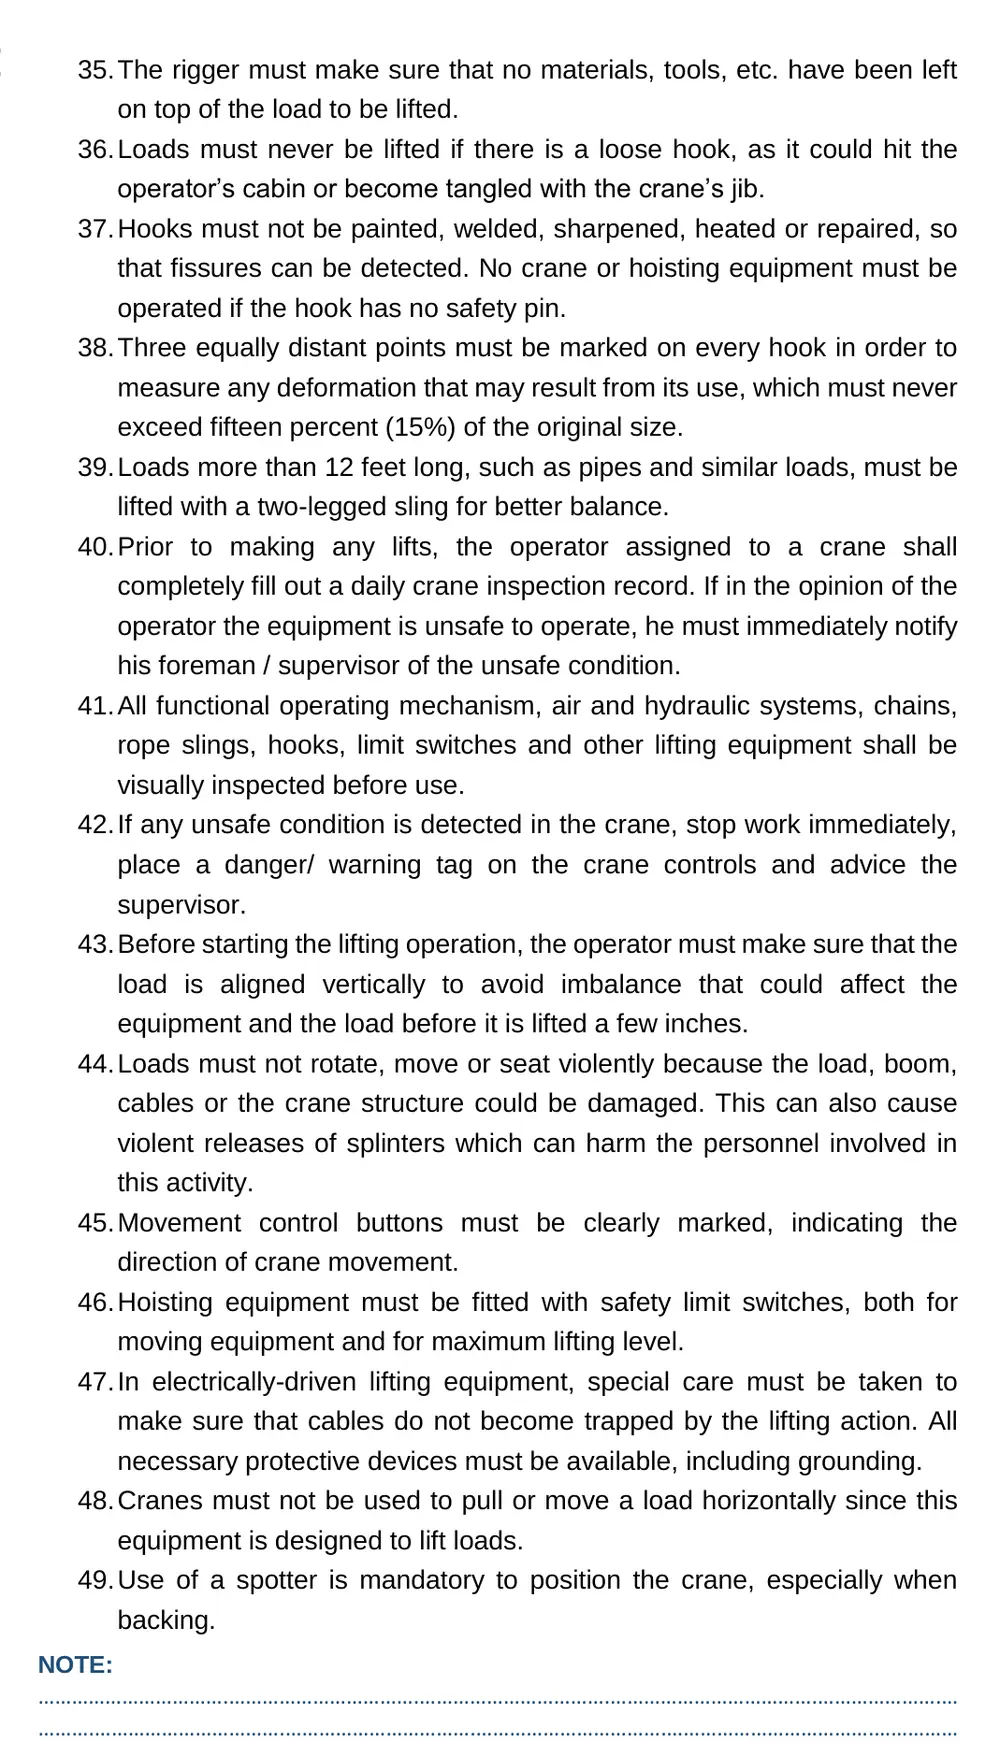 35. The rigger must make sure that no materials, tools, etc. have been left
on top of the load to be lifted.
36. Loads must never be lifted if there is a loose hook, as it could hit the
operator’s cabin or become tangled with the crane’s jib.
37. Hooks must not be painted, welded, sharpened, heated or repaired, so
that fissures can be detected. No crane or hoisting equipment must be
operated if the hook has no safety pin.
38. Three equally distant points must be marked on every hook in order to
measure any deformation that may result from its use, which must never
exceed fifteen percent (15%) of the original size.
39. Loads more than 12 feet long, such as pipes and similar loads, must be
lifted with a two-legged sling for better balance.
40. Prior to making any lifts, the operator assigned to a crane shall
completely fill out a daily crane inspection record. If in the opinion of the
operator the equipment is unsafe to operate, he must immediately notify
his foreman / supervisor of the unsafe condition.
41. All functional operating mechanism, air and hydraulic systems, chains,
rope slings, hooks, limit switches and other lifting equipment shall be
visually inspected before use.
42. If any unsafe condition is detected in the crane, stop work immediately,
place a danger/ warning tag on the crane controls and advice the
supervisor.
43. Before starting the lifting operation, the operator must make sure that the
load is aligned vertically to avoid imbalance that could affect the
equipment and the load before it is lifted a few inches.
44. Loads must not rotate, move or seat violently because the load, boom,
cables or the crane structure could be damaged. This can also cause
violent releases of splinters which can harm the personnel involved in
this activity.
45. Movement control buttons must be clearly marked, indicating the
direction of crane movement.
46. Hoisting equipment must be fitted with safety limit switches, both for
moving equipment and for maximum lifting level.
47. In electrically-driven lifting equipment, special care must be taken to
make sure that cables do not become trapped by the lifting action. All
necessary protective devices must be available, including grounding.
48. Cranes must not be used to pull or move a load horizontally since this
equipment is designed to lift loads.
49. Use of a spotter is mandatory to position the crane, especially when
backing.
NOTE:
………………………………………………………………………………………………………
………………………………………………………………………………………………………